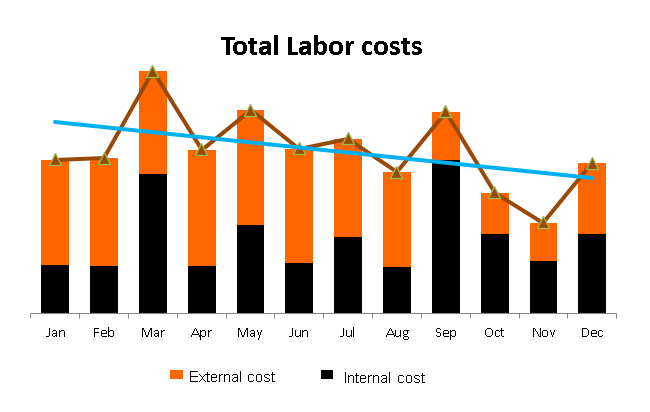 Total Labor costs
Jan Feb Mar Apr May Jun Jul Aug Sep Oct Nov Dec
External cost Internal cost